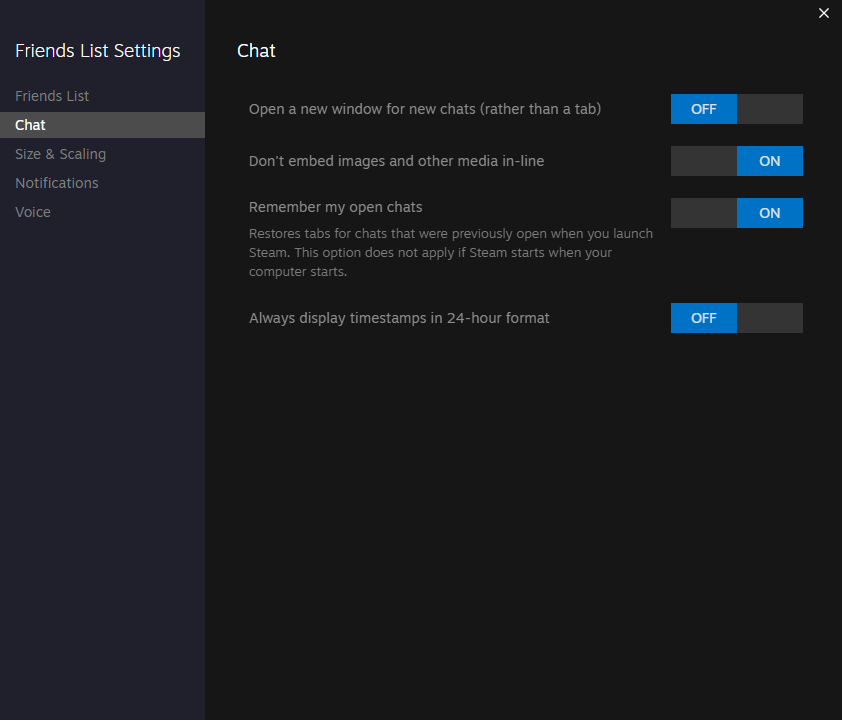 Friends List Settings
Friends List
Chat
Size & Scaling
Notifications
Voice
Chat
Open a new window for new chats (rather than a tab)
OFF
Don't embed images and other media in-line
ON
Remember my open chats
ON
Restores tabs for chats that were previously open when you launch
Steam. This option does not apply if Steam starts when your
computer starts.
Always display timestamps in 24-hour format
OFF